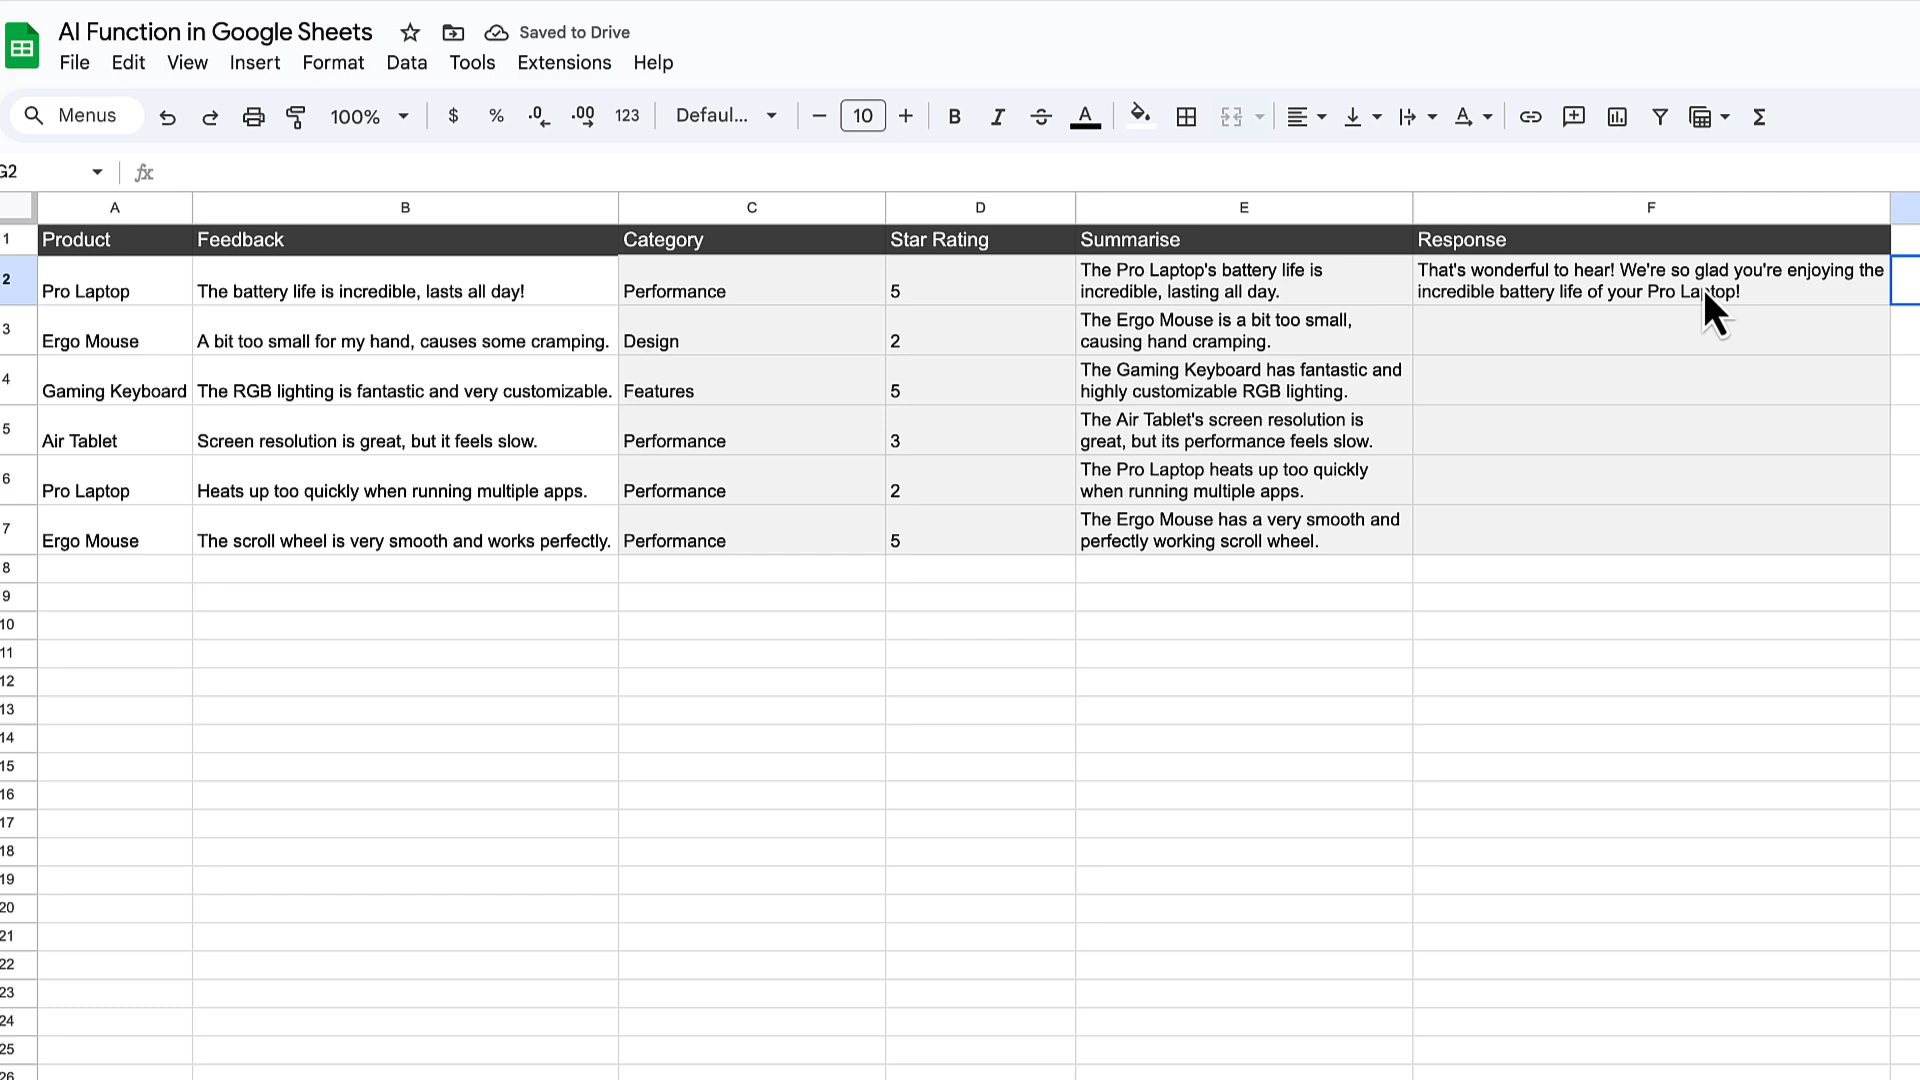 AI Function in Google Sheets Saved to Drive
File Edit View Insert Format Data Tools Extensions Help
Menus 100% $ % .0 .00 123 Defaul... 10 B I S A Σ
G2 fx
A B C D E F
1 Product Feedback Category Star Rating Summarise Response
2 Pro Laptop The battery life is incredible, lasts all day! Performance 5 The Pro Laptop's battery life is
incredible, lasting all day. That's wonderful to hear! We're so glad you're enjoying the
incredible battery life of your Pro Laptop!
3 Ergo Mouse A bit too small for my hand, causes some cramping. Design 2 The Ergo Mouse is a bit too small,
causing hand cramping.
4 Gaming Keyboard The RGB lighting is fantastic and very customizable. Features 5 The Gaming Keyboard has fantastic and
highly customizable RGB lighting.
5 Air Tablet Screen resolution is great, but it feels slow. Performance 3 The Air Tablet's screen resolution is
great, but its performance feels slow.
6 Pro Laptop Heats up too quickly when running multiple apps. Performance 2 The Pro Laptop heats up too quickly
when running multiple apps.
7 Ergo Mouse The scroll wheel is very smooth and works perfectly. Performance 5 The Ergo Mouse has a very smooth and
perfectly working scroll wheel.
8
9
10
11
12
13
14
15
16
17
18
19
20
21
22
23
24
25
26